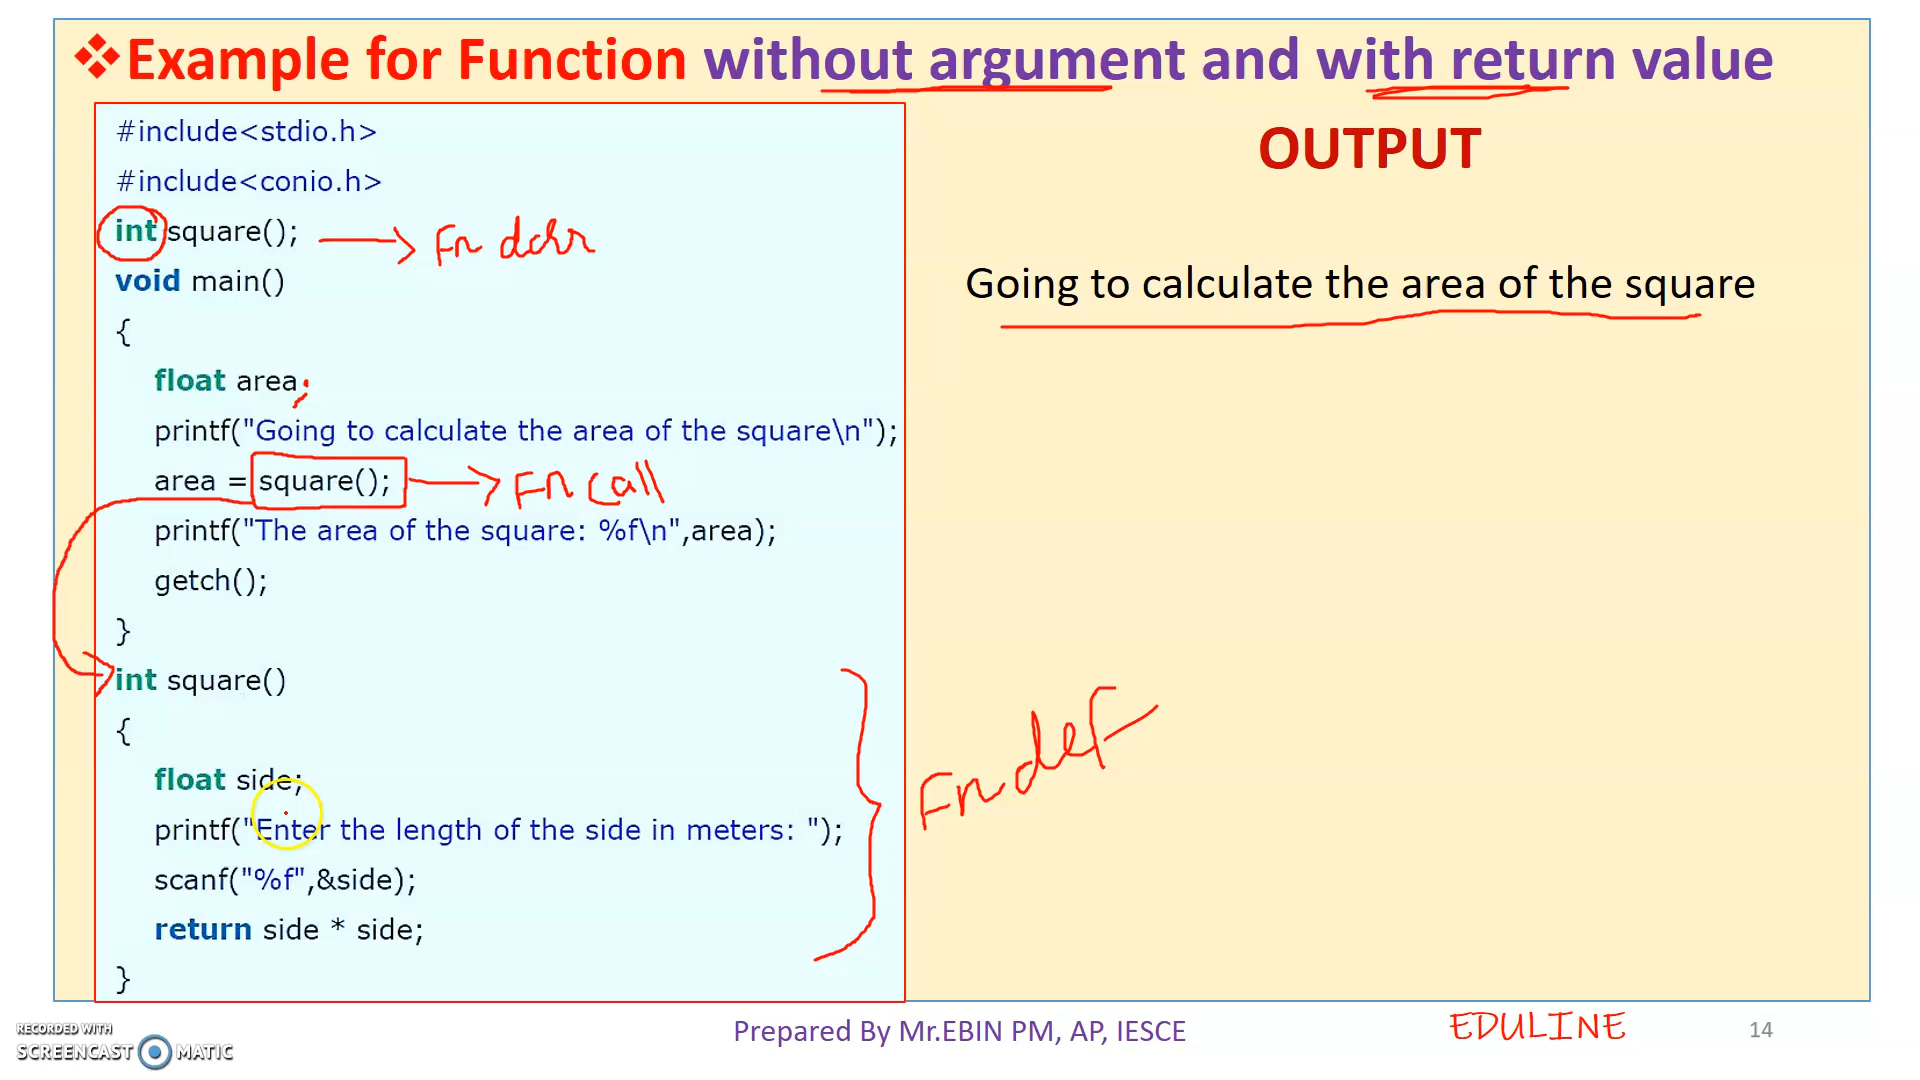 ❖Example for Function without argument and with return value
#include<stdio.h>
#include<conio.h>
int square();
Fn
void main()
{
float area;
printf("Going to calculate the area of the square\n");
area = square();
Fn call
printf("The area of the square: %f\n",area);
getch();
}
int square()
{
float side;
printf("Enter the length of the side in meters: ");
scanf("%f",&side);
return side * side;
}
Fn def
OUTPUT
Going to calculate the area of the square
RECORDED WITH
SCREENCAST MATIC
Prepared By Mr.EBIN PM, AP, IESCE
EDULINE
14